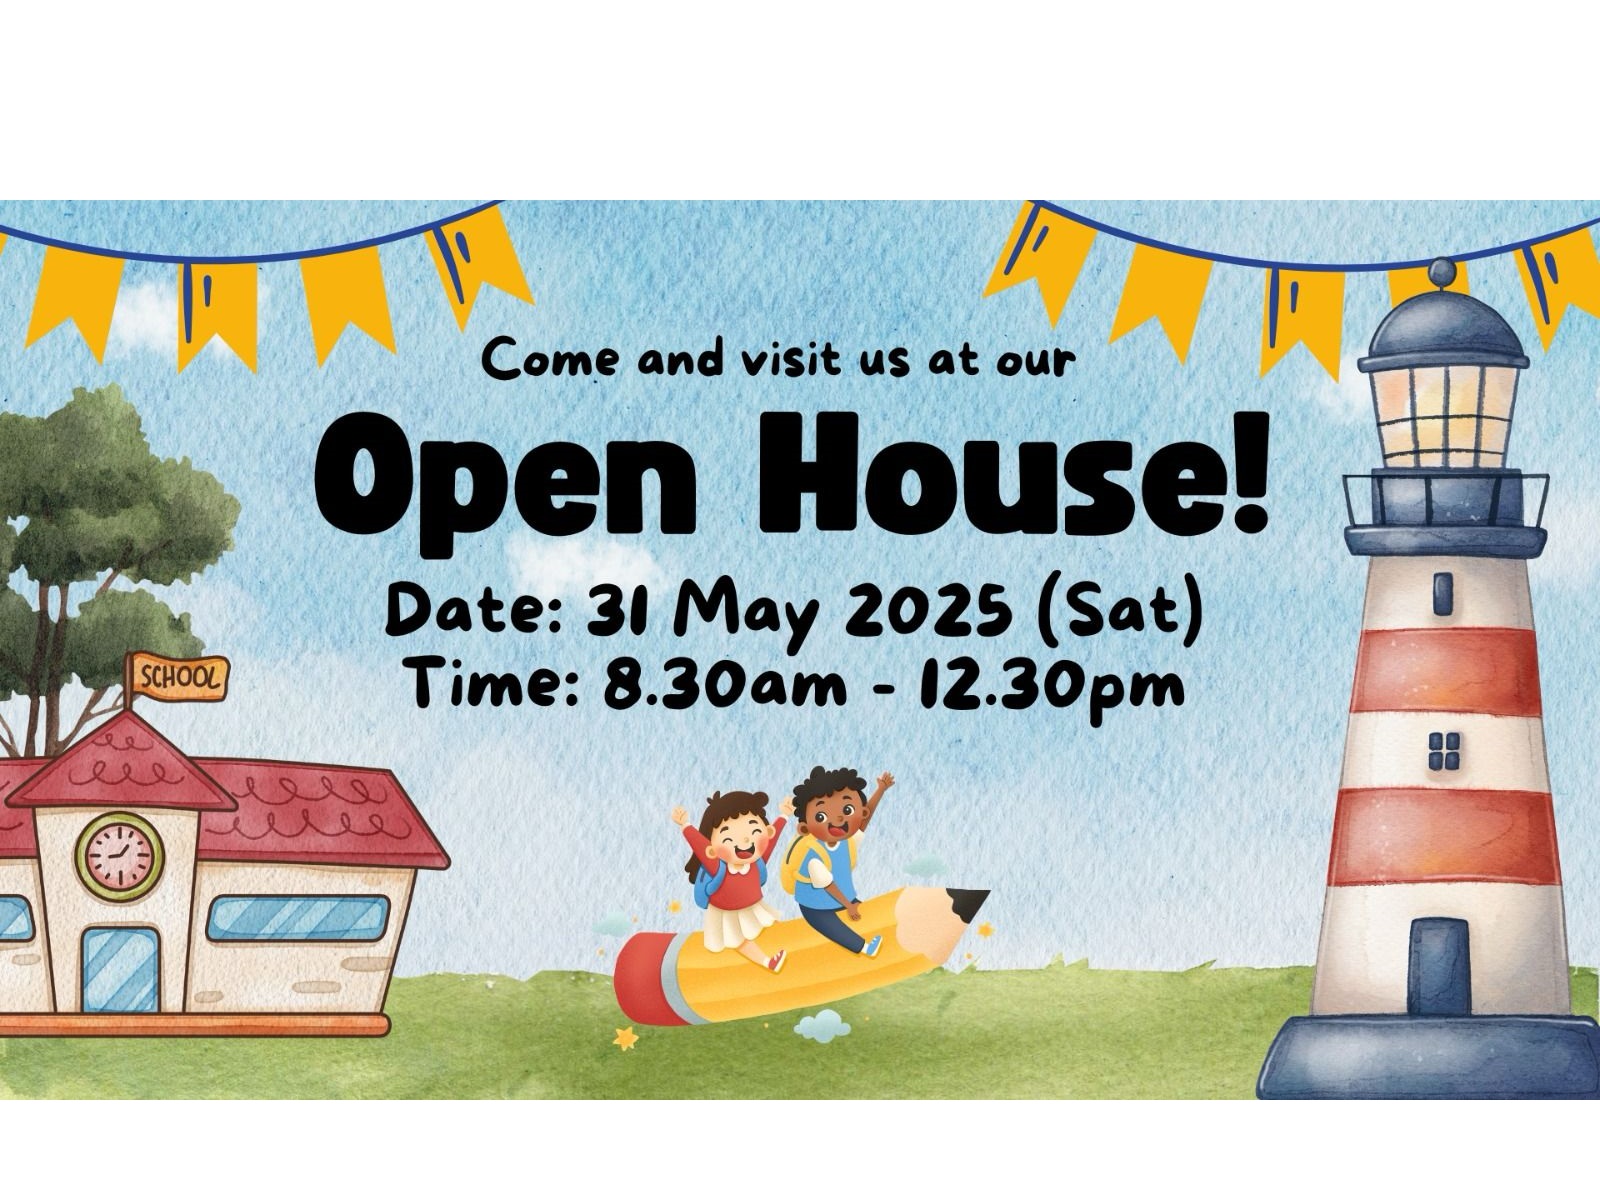 Come and visit us at our
Open House!
Date: 31 May 2025 (Sat)
Time: 8.30am - 12.30pm
SCHOOL